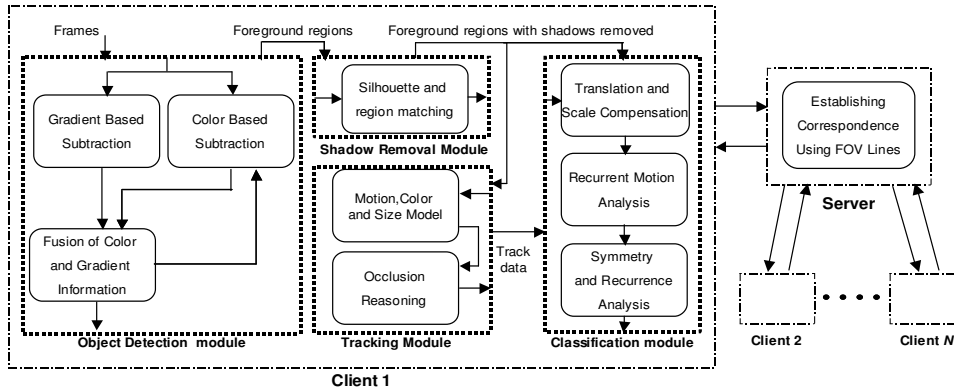 Frames
Foreground regions
Foreground regions with shadows removed
Gradient Based
Subtraction
Color Based
Subtraction
Fusion of Color
and Gradient
Information
Object Detection module
Silhouette and
region matching
Shadow Removal Module
Motion,Color
and Size Model
Occlusion
Reasoning
Tracking Module
Track
data
Translation and
Scale Compensation
Recurrent Motion
Analysis
Symmetry
and Recurrence
Analysis
Classification module
Client 1
Establishing
Correspondence
Using FOV Lines
Server
Client 2
Client N